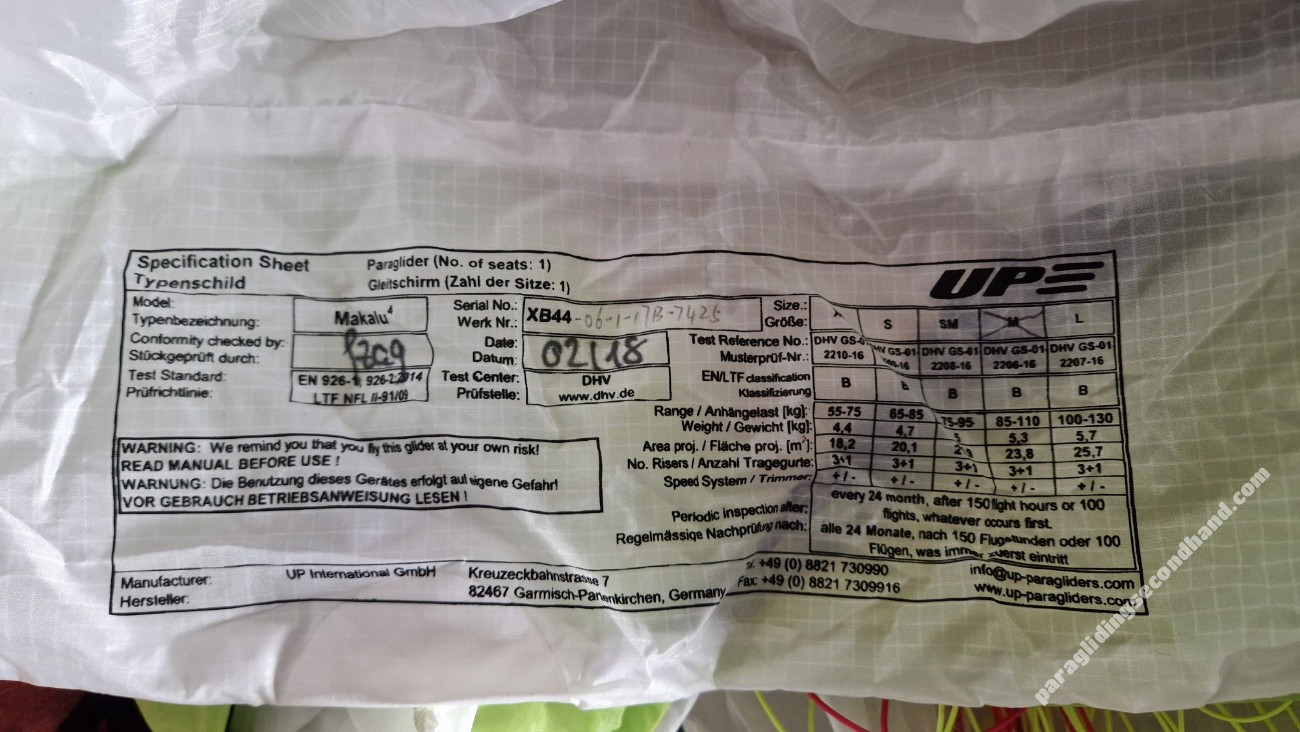 Specification Sheet Paraglider (No. of seats: 1)
Typenschild Gleitschirm (Zahl der Sitze: 1)
UP
Model:
Typenbezeichnung: Makalu4
Conformity checked by:
Stückgeprüft durch:
Test Standard: EN 926-1, 926-2:2014
Prüfrichtlinie: LTF NFL II-91/09
Serial No.:
Werk Nr.: XB44-06-1-17B-7425
Date:
Datum: 02/18
Test Center: DHV
Prüfstelle: www.dhv.de
Size.:
Größe: S SM M L
Test Reference No.: DHV GS-0 DHV GS-01 DHV GS-01 DHV GS-01
Musterprüf-Nr.: 2210-16 2208-16 2206-16 2207-16
EN/LTF classification
Klassifizierung B B B B B
Range / Anhängelast [kg]: 55-75 65-85 75-95 85-110 100-130
Weight / Gewicht [kg]: 4,4 4,7 5,3 5,7
Area proj. / Fläche proj. [m²]: 18,2 20,1 23,8 25,7
No. Risers / Anzahl Tragegurte: 3+1 3+1 3+1 3+1 3+1
Speed System / Trimmer: + / - + / - + / - + / - + / -
Periodic Inspection after: every 24 month, after 150 flight hours or 100
flights, whatever occurs first.
Regelmässige Nachprüfung nach: alle 24 Monate, nach 150 Flugstunden oder 100
Flügen, was immer zuerst eintritt
WARNING: We remind you that you fly this glider at your own risk!
READ MANUAL BEFORE USE !
WARNUNG: Die Benutzung dieses Gerätes erfolgt auf eigene Gefahr!
VOR GEBRAUCH BETRIEBSANWEISUNG LESEN !
Manufacturer: UP International GmbH Kreuzeckbahnstrasse 7
Hersteller: 82467 Garmisch-Partenkirchen, Germany
+49 (0) 8821 730990 info@up-paragliders.com
Fax: +49 (0) 8821 7309916 www.up-paragliders.com
paraglidingsecondhand.com